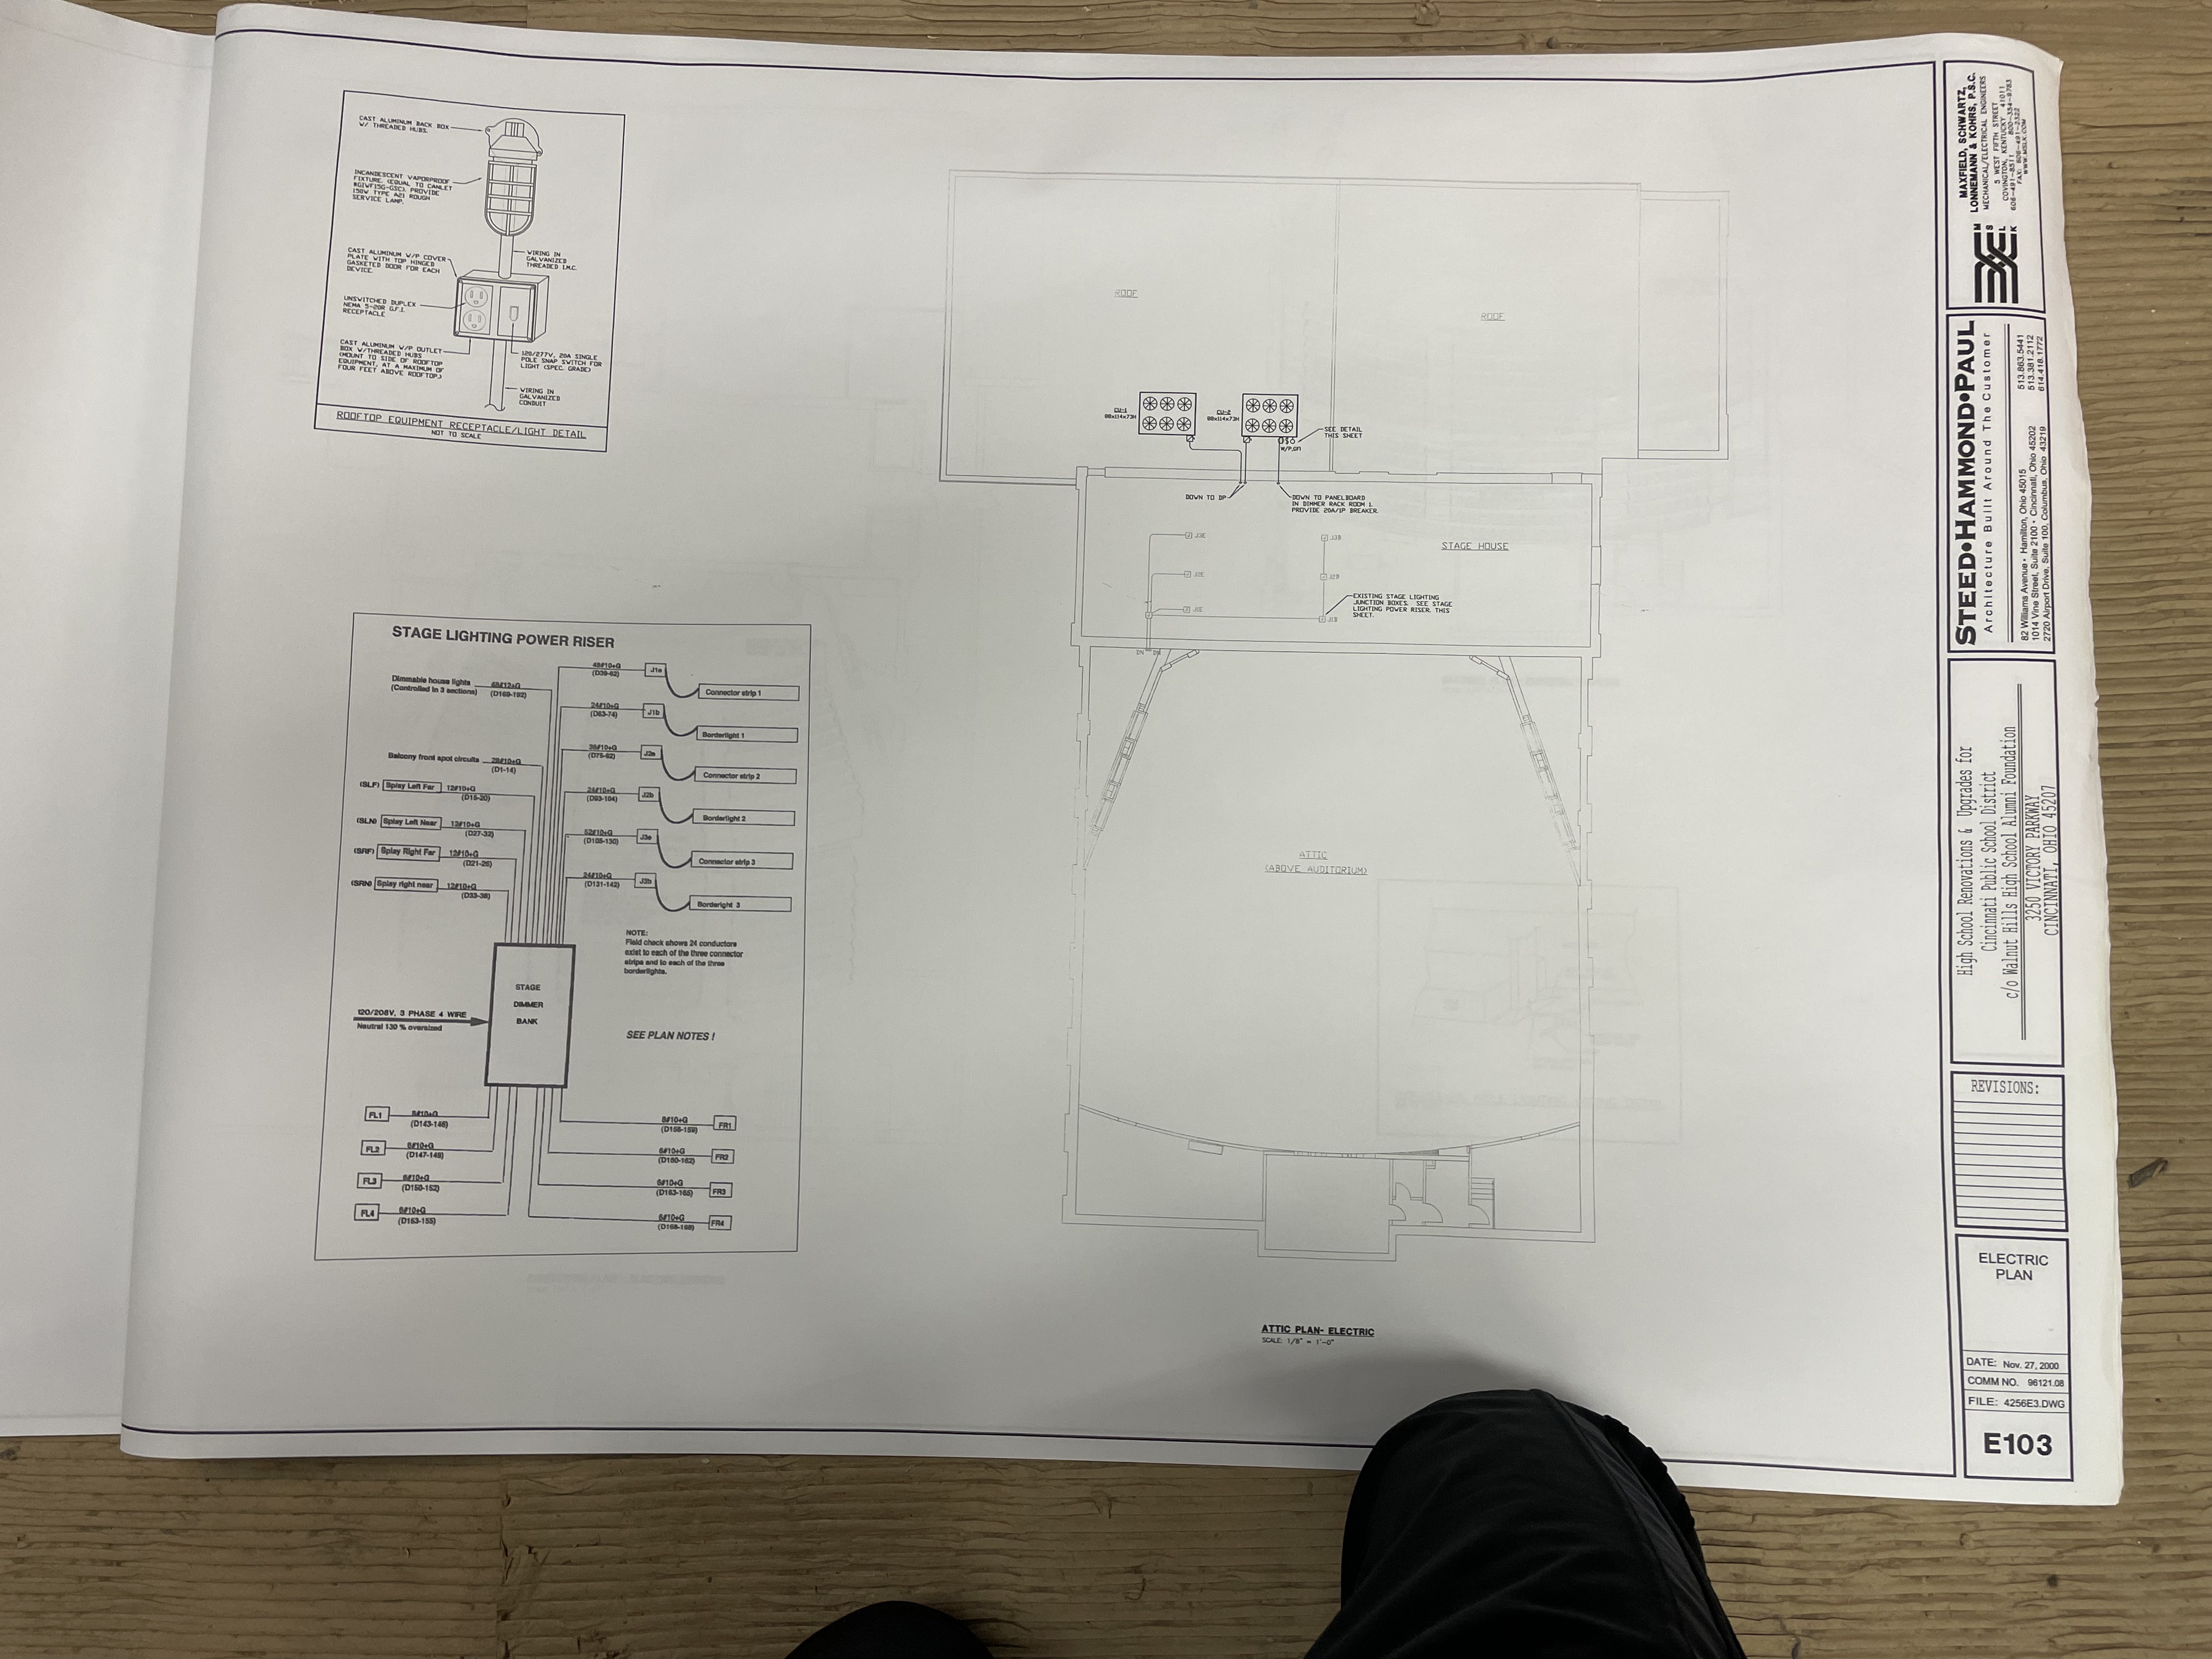 CAST ALUMINUM BACK BOX
W/ THREADED HUBS.
INCANDESCENT VAPORPROOF
FIXTURE. (EQUAL TO CANLET
150W TYPE A21 ROUGH
SERVICE LAMP.
CAST ALUMINUM W/P COVER
PLATE WITH TOP HINGED
GASKETED DOOR FOR EACH
DEVICE.
WIRING IN
GALVANIZED
THREADED I.M.C.
UNSWITCHED DUPLEX
NEMA 5-20R G.F.I.
RECEPTACLE
CAST ALUMINUM W/P OUTLET
BOX W/THREADED HUBS
(MOUNT TO SIDE OF ROOFTOP
EQUIPMENT, AT A MAXIMUM OF
FOUR FEET ABOVE ROOFTOP.)
120/277V, 20A SINGLE
POLE SNAP SWITCH FOR
LIGHT (SPEC. GRADE)
WIRING IN
GALVANIZED
CONDUIT
ROOFTOP EQUIPMENT RECEPTACLE/LIGHT DETAIL
NOT TO SCALE
STAGE LIGHTING POWER RISER
Dimmable house lights
(Controlled in 3 sections)
48#12+G
(D169-192)
Balcony front spot circuits
28#10+G
(D1-14)
(SLF) Splay Left Far 12#10+G
(D15-20)
(SLN) Splay Left Near 12#10+G
(D27-32)
(SRF) Splay Right Far 12#10+G
(D21-26)
(SRN) Splay right near 12#10+G
(D33-38)
48#10+G
(D39-62)
J1a
Connector strip 1
24#10+G
(D63-74)
J1b
Borderlight 1
(D75-92)
J2a
Connector strip 2
24#10+G
(D93-104)
J2b
Borderlight 2
52#10+G
(D105-130)
J3a
Connector strip 3
24#10+G
(D131-142)
J3b
Borderlight 3
NOTE:
Field check shows 24 conductors
exist to each of the three connector
strips and to each of the three
borderlights.
STAGE
DIMMER
BANK
120/208V, 3 PHASE 4 WIRE
Neutral 130 % oversized
SEE PLAN NOTES !
FL1 8#10+G
(D143-146)
FL2 6#10+G
(D147-149)
FL3 6#10+G
(D150-152)
FL4 6#10+G
(D153-155)
8#10+G FR1
(D156-159)
6#10+G FR2
(D160-162)
6#10+G FR3
(D163-165)
6#10+G FR4
(D166-168)
ROOF
ROOF
CU-1
88x114x73H
CU-2
88x114x73H
SEE DETAIL
THIS SHEET
W/P,GFI
DOWN TO DP
DOWN TO PANELBOARD
IN DIMMER RACK ROOM 1.
PROVIDE 20A/1P BREAKER.
STAGE HOUSE
J3B
J2B
J1B
EXISTING STAGE LIGHTING
JUNCTION BOXES. SEE STAGE
LIGHTING POWER RISER, THIS
SHEET.
DN DN
ATTIC
(ABOVE AUDITORIUM)
ATTIC PLAN- ELECTRIC
SCALE: 1/8" = 1'-0"
MAXFIELD, SCHWARTZ,
LONNEMANN & KOHRS, P.S.C.
MECHANICAL/ELECTRICAL ENGINEERS
5 WEST FIFTH STREET
COVINGTON, KENTUCKY 41011
606-491-8511 800-354-9783
FAX: 606-491-2322
WWW.MSLK.COM
M
S
L
K
STEED•HAMMOND•PAUL
Architecture Built Around The Customer
82 Williams Avenue • Hamilton, Ohio 45015 513.863.5441
1014 Vine Street, Suite 2100 • Cincinnati, Ohio 45202 513.381.2112
2720 Airport Drive, Suite 100, Columbus, Ohio 43219 614.418.1772
High School Renovations & Upgrades for
Cincinnati Public School District
c/o Walnut Hills High School Alumni Foundation
3250 VICTORY PARKWAY
CINCINNATI, OHIO 45207
REVISIONS:
ELECTRIC
PLAN
DATE: Nov. 27, 2000
COMM NO. 96121.08
FILE: 4256E3.DWG
E103